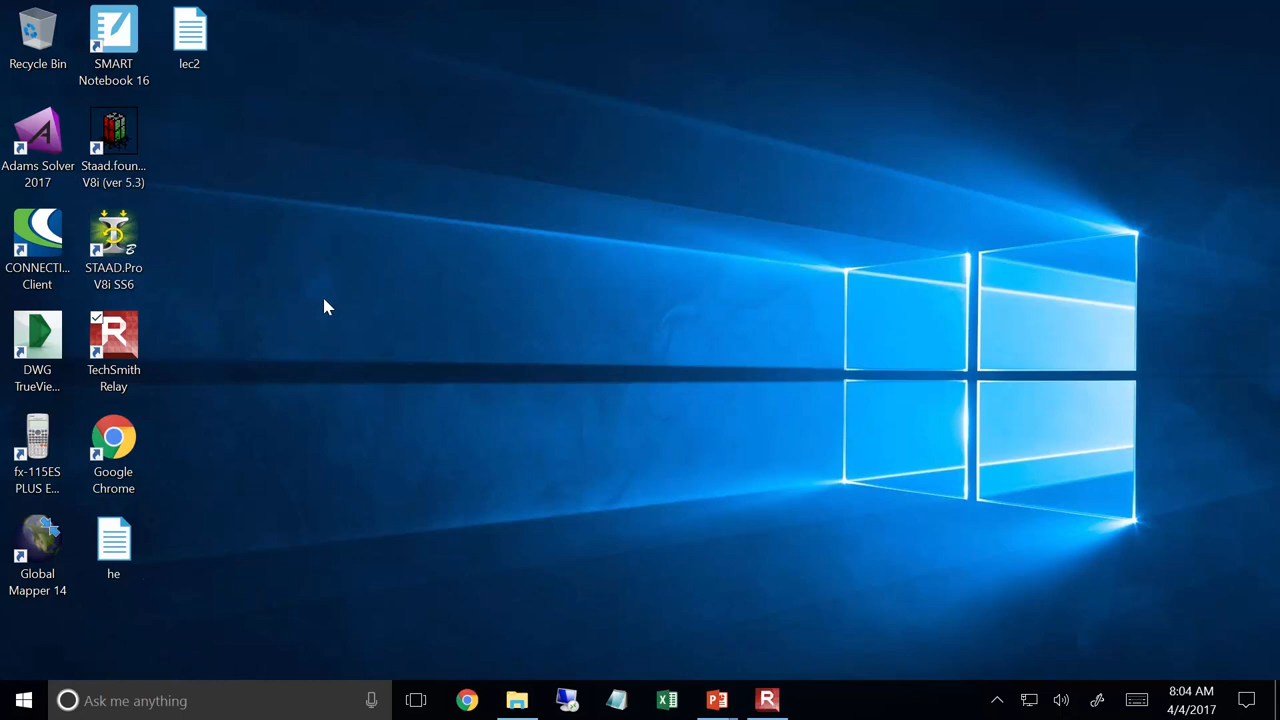 Recycle Bin
SMART
Notebook 16
lec2
Adams Solver
2017
Staad.foun...
V8i (ver 5.3)
CONNECTI...
Client
STAAD.Pro
V8i SS6
DWG
TrueVie...
TechSmith
Relay
fx-115ES
PLUS E...
Google
Chrome
Global
Mapper 14
he
Ask me anything
8:04 AM
4/4/2017